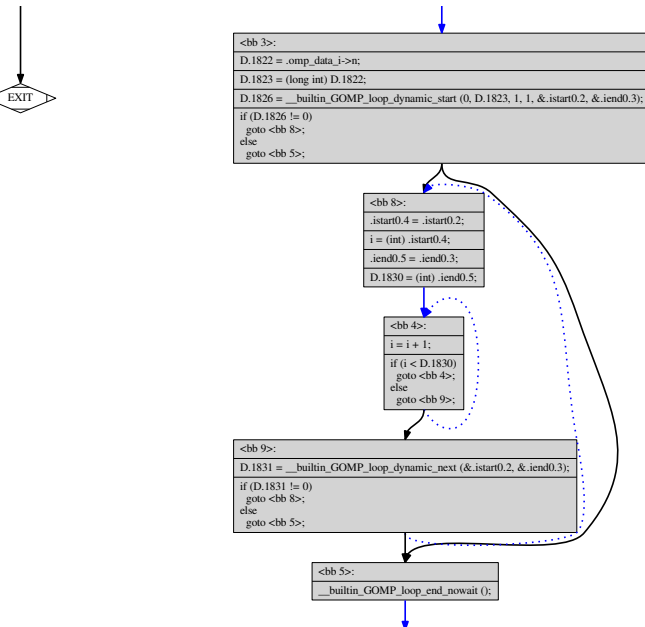 EXIT
<bb 3>:
D.1822 = .omp_data_i->n;
D.1823 = (long int) D.1822;
D.1826 = __builtin_GOMP_loop_dynamic_start (0, D.1823, 1, 1, &.istart0.2, &.iend0.3);
if (D.1826 != 0)
goto <bb 8>;
else
goto <bb 5>;
<bb 8>:
.istart0.4 = .istart0.2;
i = (int) .istart0.4;
.iend0.5 = .iend0.3;
D.1830 = (int) .iend0.5;
<bb 4>:
i = i + 1;
if (i < D.1830)
goto <bb 4>;
else
goto <bb 9>;
<bb 9>:
D.1831 = __builtin_GOMP_loop_dynamic_next (&.istart0.2, &.iend0.3);
if (D.1831 != 0)
goto <bb 8>;
else
goto <bb 5>;
<bb 5>:
__builtin_GOMP_loop_end_nowait ();